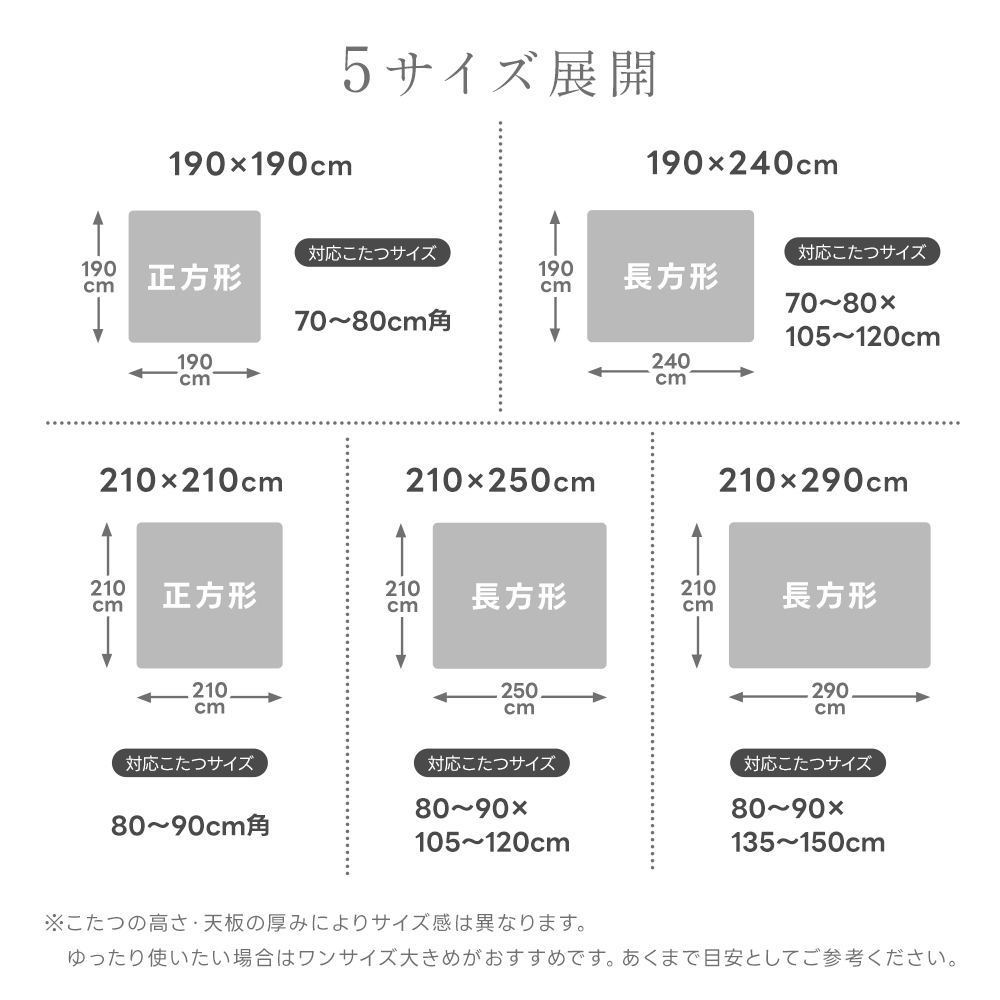 5サイズ展開
190×190cm
190
cm
正方形
190
cm
対応こたつサイズ
70〜80cm角
190×240cm
190
cm
長方形
240
cm
対応こたつサイズ
70〜80×
105〜120cm
210×210cm
210
cm
正方形
210
cm
対応こたつサイズ
80〜90cm角
210×250cm
210
cm
長方形
250
cm
対応こたつサイズ
80〜90×
105〜120cm
210×290cm
210
cm
長方形
290
cm
対応こたつサイズ
80〜90×
135〜150cm
※こたつの高さ・天板の厚みによりサイズ感は異なります。
ゆったり使いたい場合はワンサイズ大きめがおすすめです。あくまで目安としてご参考ください。